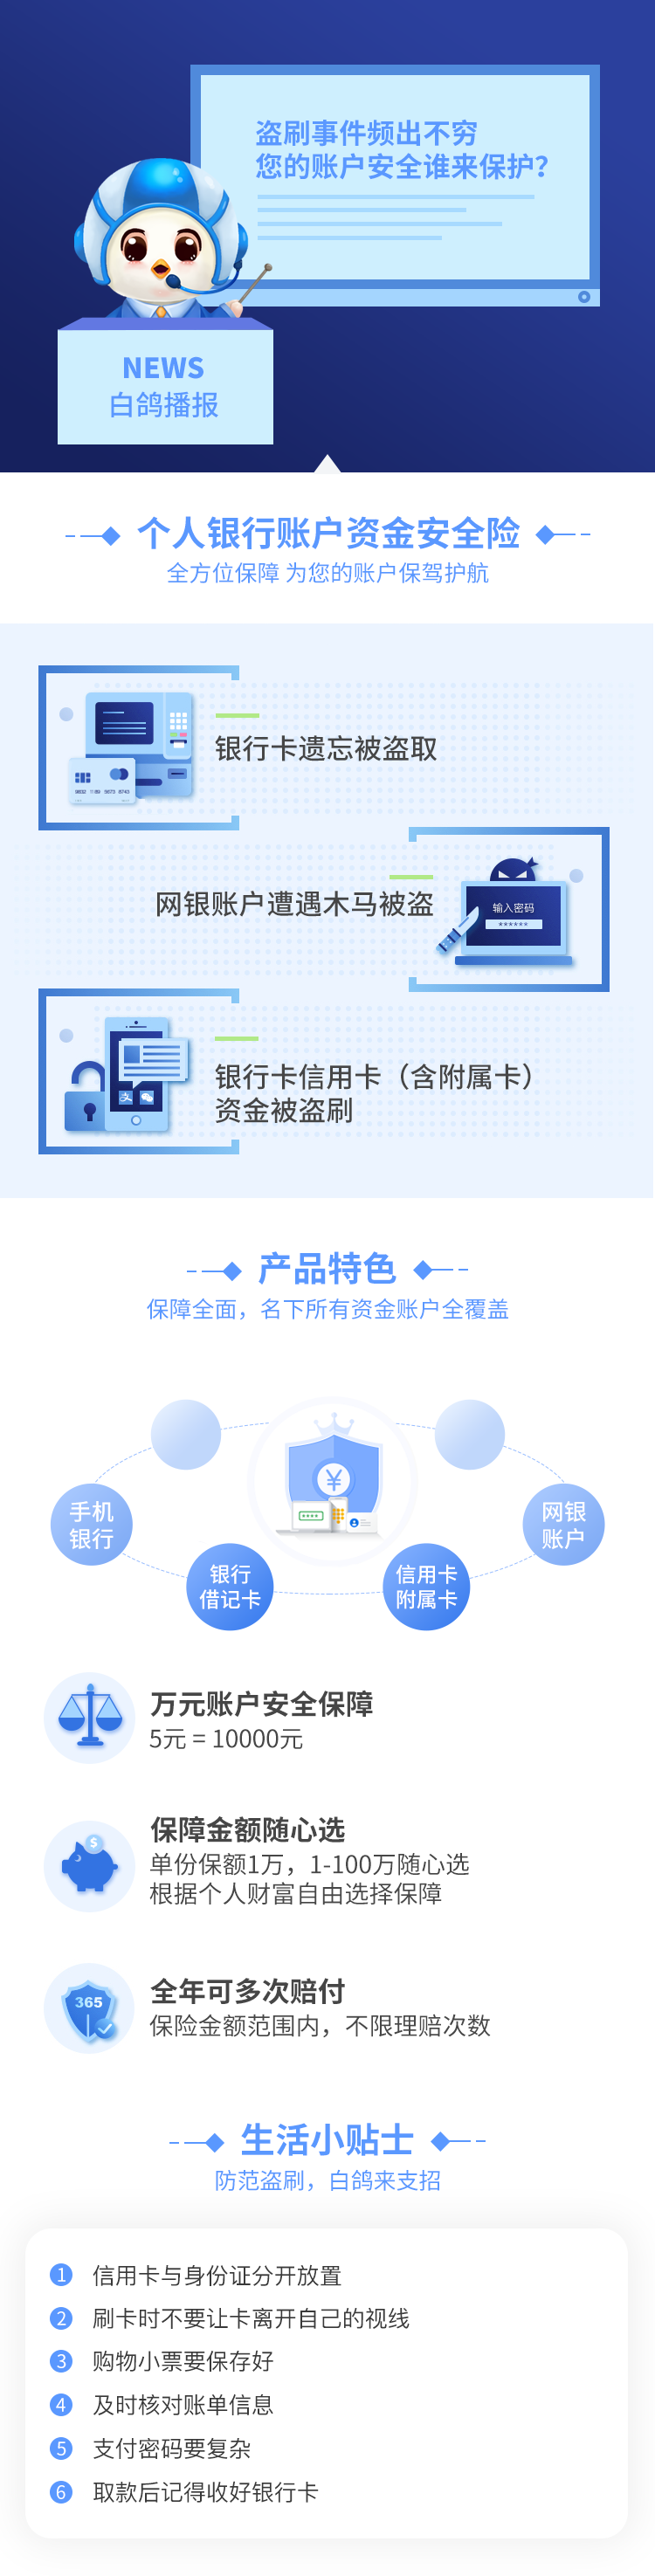 盗刷事件频出不穷
您的账户安全谁来保护?
NEWS
白鸽播报
个人银行账户资金安全险
全方位保障 为您的账户保驾护航
银行卡遗忘被盗取
网银账户遭遇木马被盗
输入密码
******
银行卡信用卡（含附属卡）
资金被盗刷
支
产品特色
保障全面，名下所有资金账户全覆盖
¥
手机
银行
网银
账户
银行
借记卡
信用卡
附属卡
万元账户安全保障
5元 = 10000元
$
保障金额随心选
单份保额1万，1-100万随心选
根据个人财富自由选择保障
365
全年可多次赔付
保险金额范围内，不限理赔次数
生活小贴士
防范盗刷，白鸽来支招
1 信用卡与身份证分开放置
2 刷卡时不要让卡离开自己的视线
3 购物小票要保存好
4 及时核对账单信息
5 支付密码要复杂
6 取款后记得收好银行卡